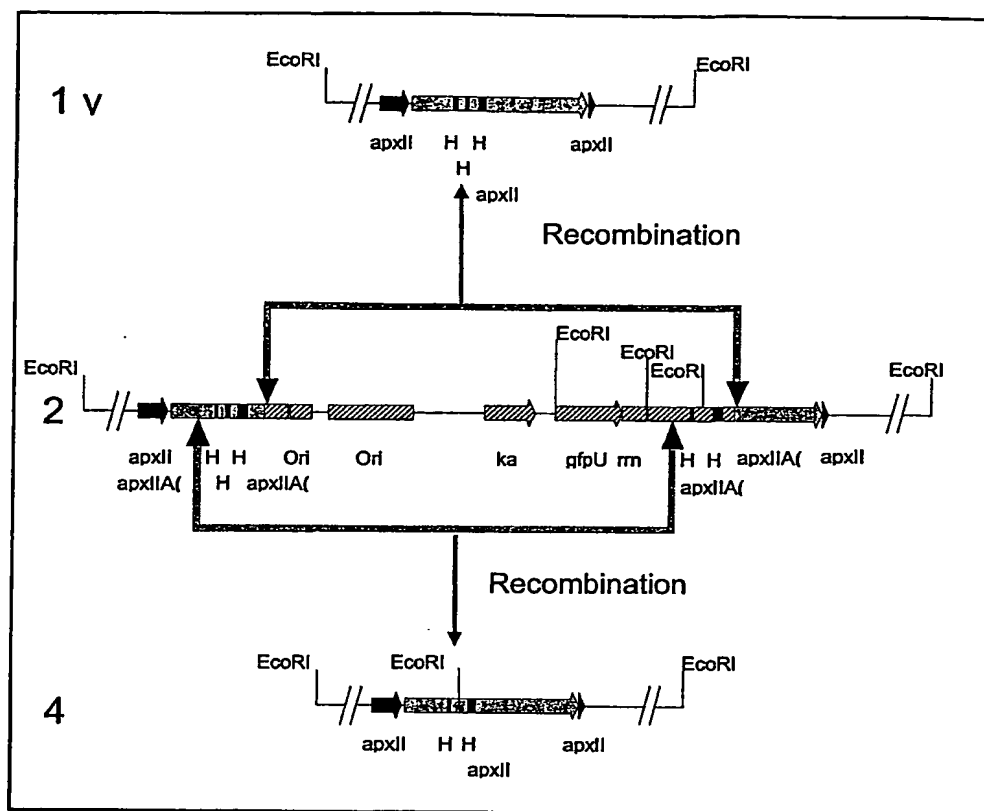 EcoRI EcoRI
1 v
apxII H H apxII
H
apxII
Recombination
EcoRI
EcoRI
EcoRI EcoRI EcoRI
2
apxII H H Ori Ori ka gfpU rrn H H apxIIA( apxII
apxIIA( H apxIIA( apxIIA(
Recombination
EcoRI EcoRI EcoRI
4
apxII H H apxII
apxII